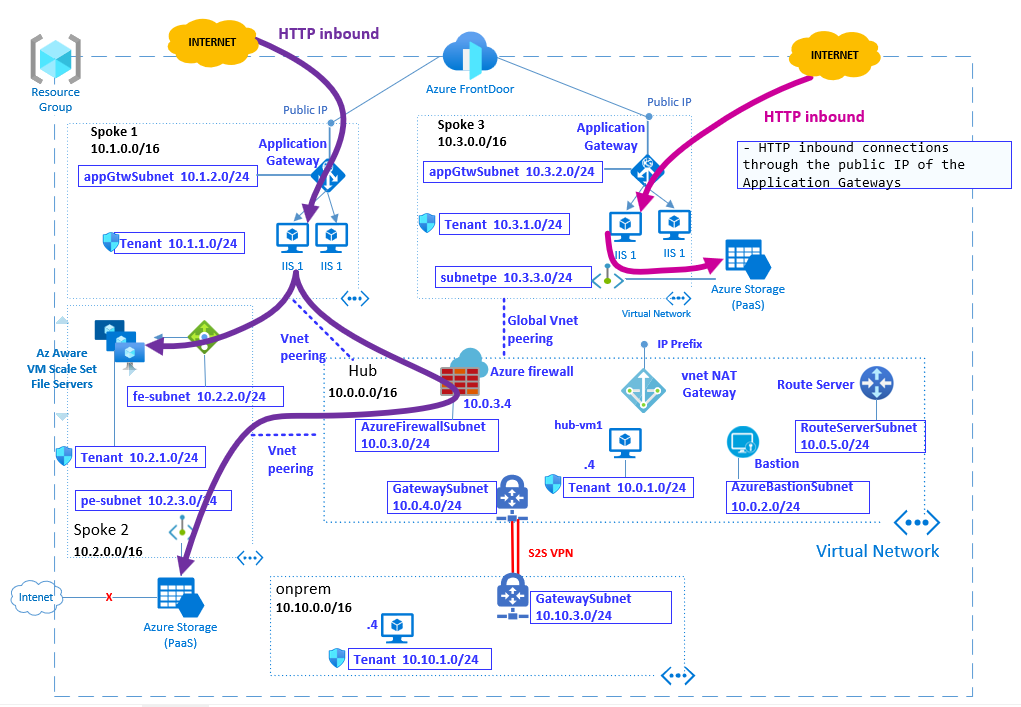 INTERNET
HTTP inbound
Azure FrontDoor
INTERNET
Resource
Group
Public IP
Public IP
HTTP inbound
Spoke 1
10.1.0.0/16
Application
Gateway
appGtwSubnet 10.1.2.0/24
Spoke 3
10.3.0.0/16
Application
Gateway
appGtwSubnet 10.3.2.0/24
- HTTP inbound connections
through the public IP of the
Application Gateways
Tenant 10.1.1.0/24
IIS 1
IIS 1
Tenant 10.3.1.0/24
IIS 1
IIS 1
subnetpe 10.3.3.0/24
Azure Storage
(PaaS)
Virtual Network
Global Vnet
peering
Vnet
peering
Az Aware
VM Scale Set
File Servers
fe-subnet 10.2.2.0/24
Hub
10.0.0.0/16
Azure firewall
10.0.3.4
AzureFirewallSubnet
10.0.3.0/24
IP Prefix
vnet NAT
Gateway
Route Server
RouteServerSubnet
10.0.5.0/24
hub-vm1
.4
Tenant 10.0.1.0/24
Bastion
AzureBastionSubnet
10.0.2.0/24
Vnet
peering
Tenant 10.2.1.0/24
pe-subnet 10.2.3.0/24
Spoke 2
10.2.0.0/16
GatewaySubnet
10.0.4.0/24
Virtual Network
S2S VPN
Intenet
X
Azure Storage
(PaaS)
onprem
10.10.0.0/16
.4
Tenant 10.10.1.0/24
GatewaySubnet
10.10.3.0/24